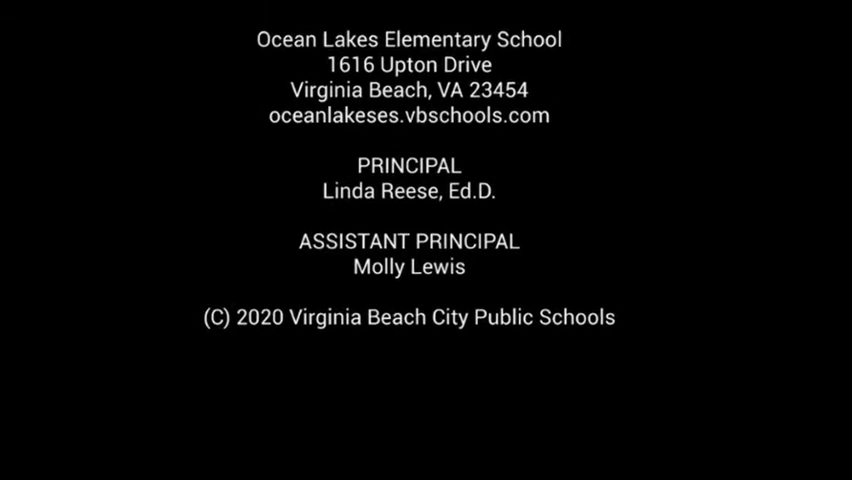 Ocean Lakes Elementary School
1616 Upton Drive
Virginia Beach, VA 23454
oceanlakeses.vbschools.com
PRINCIPAL
Linda Reese, Ed.D.
ASSISTANT PRINCIPAL
Molly Lewis
(C) 2020 Virginia Beach City Public Schools